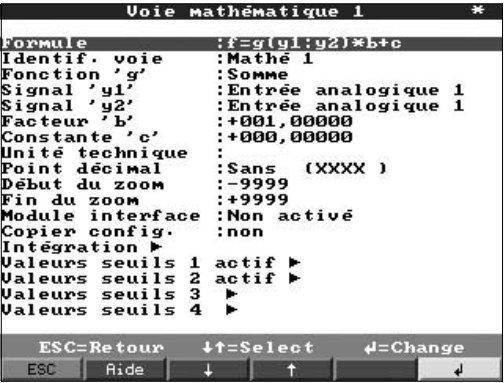 Voie mathématique 1 *
Formule :f=g(y1;y2)*b+c
Identif. voie :Mathé 1
Fonction 'g' :Somme
Signal 'y1' :Entrée analogique 1
Signal 'y2' :Entrée analogique 1
Facteur 'b' :+001,00000
Constante 'c' :+000,00000
Unité technique :
Point décimal :Sans (XXXX )
Début du zoom :-9999
Fin du zoom :+9999
Module interface :Non activé
Copier config. :non
Intégration ►
Valeurs seuils 1 actif ►
Valeurs seuils 2 actif ►
Valeurs seuils 3 ►
Valeurs seuils 4 ►
ESC=Retour ↓↑=Select ↲=Change
ESC Aide ↓ ↑ ↲